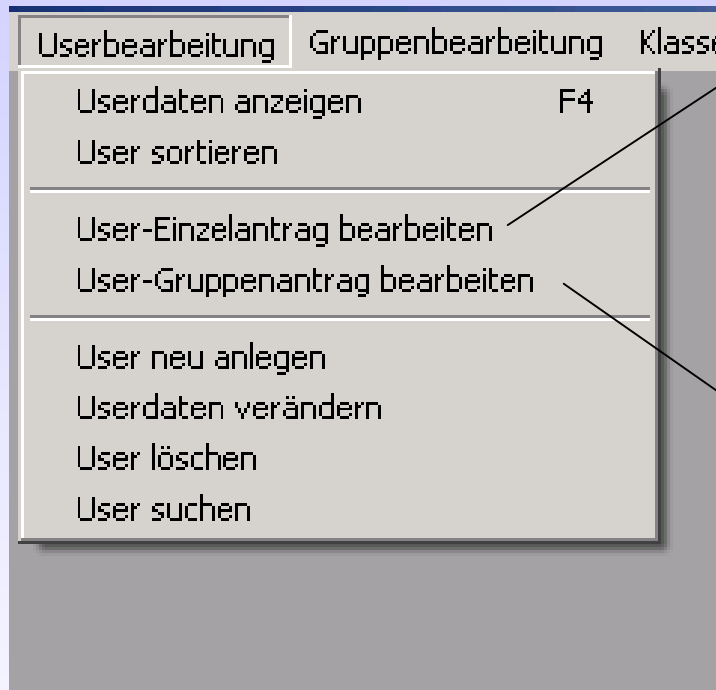 Userbearbeitung Gruppenbearbeitung Klasse
Userdaten anzeigen F4
User sortieren
User-Einzelantrag bearbeiten
User-Gruppenantrag bearbeiten
User neu anlegen
Userdaten verändern
User löschen
User suchen